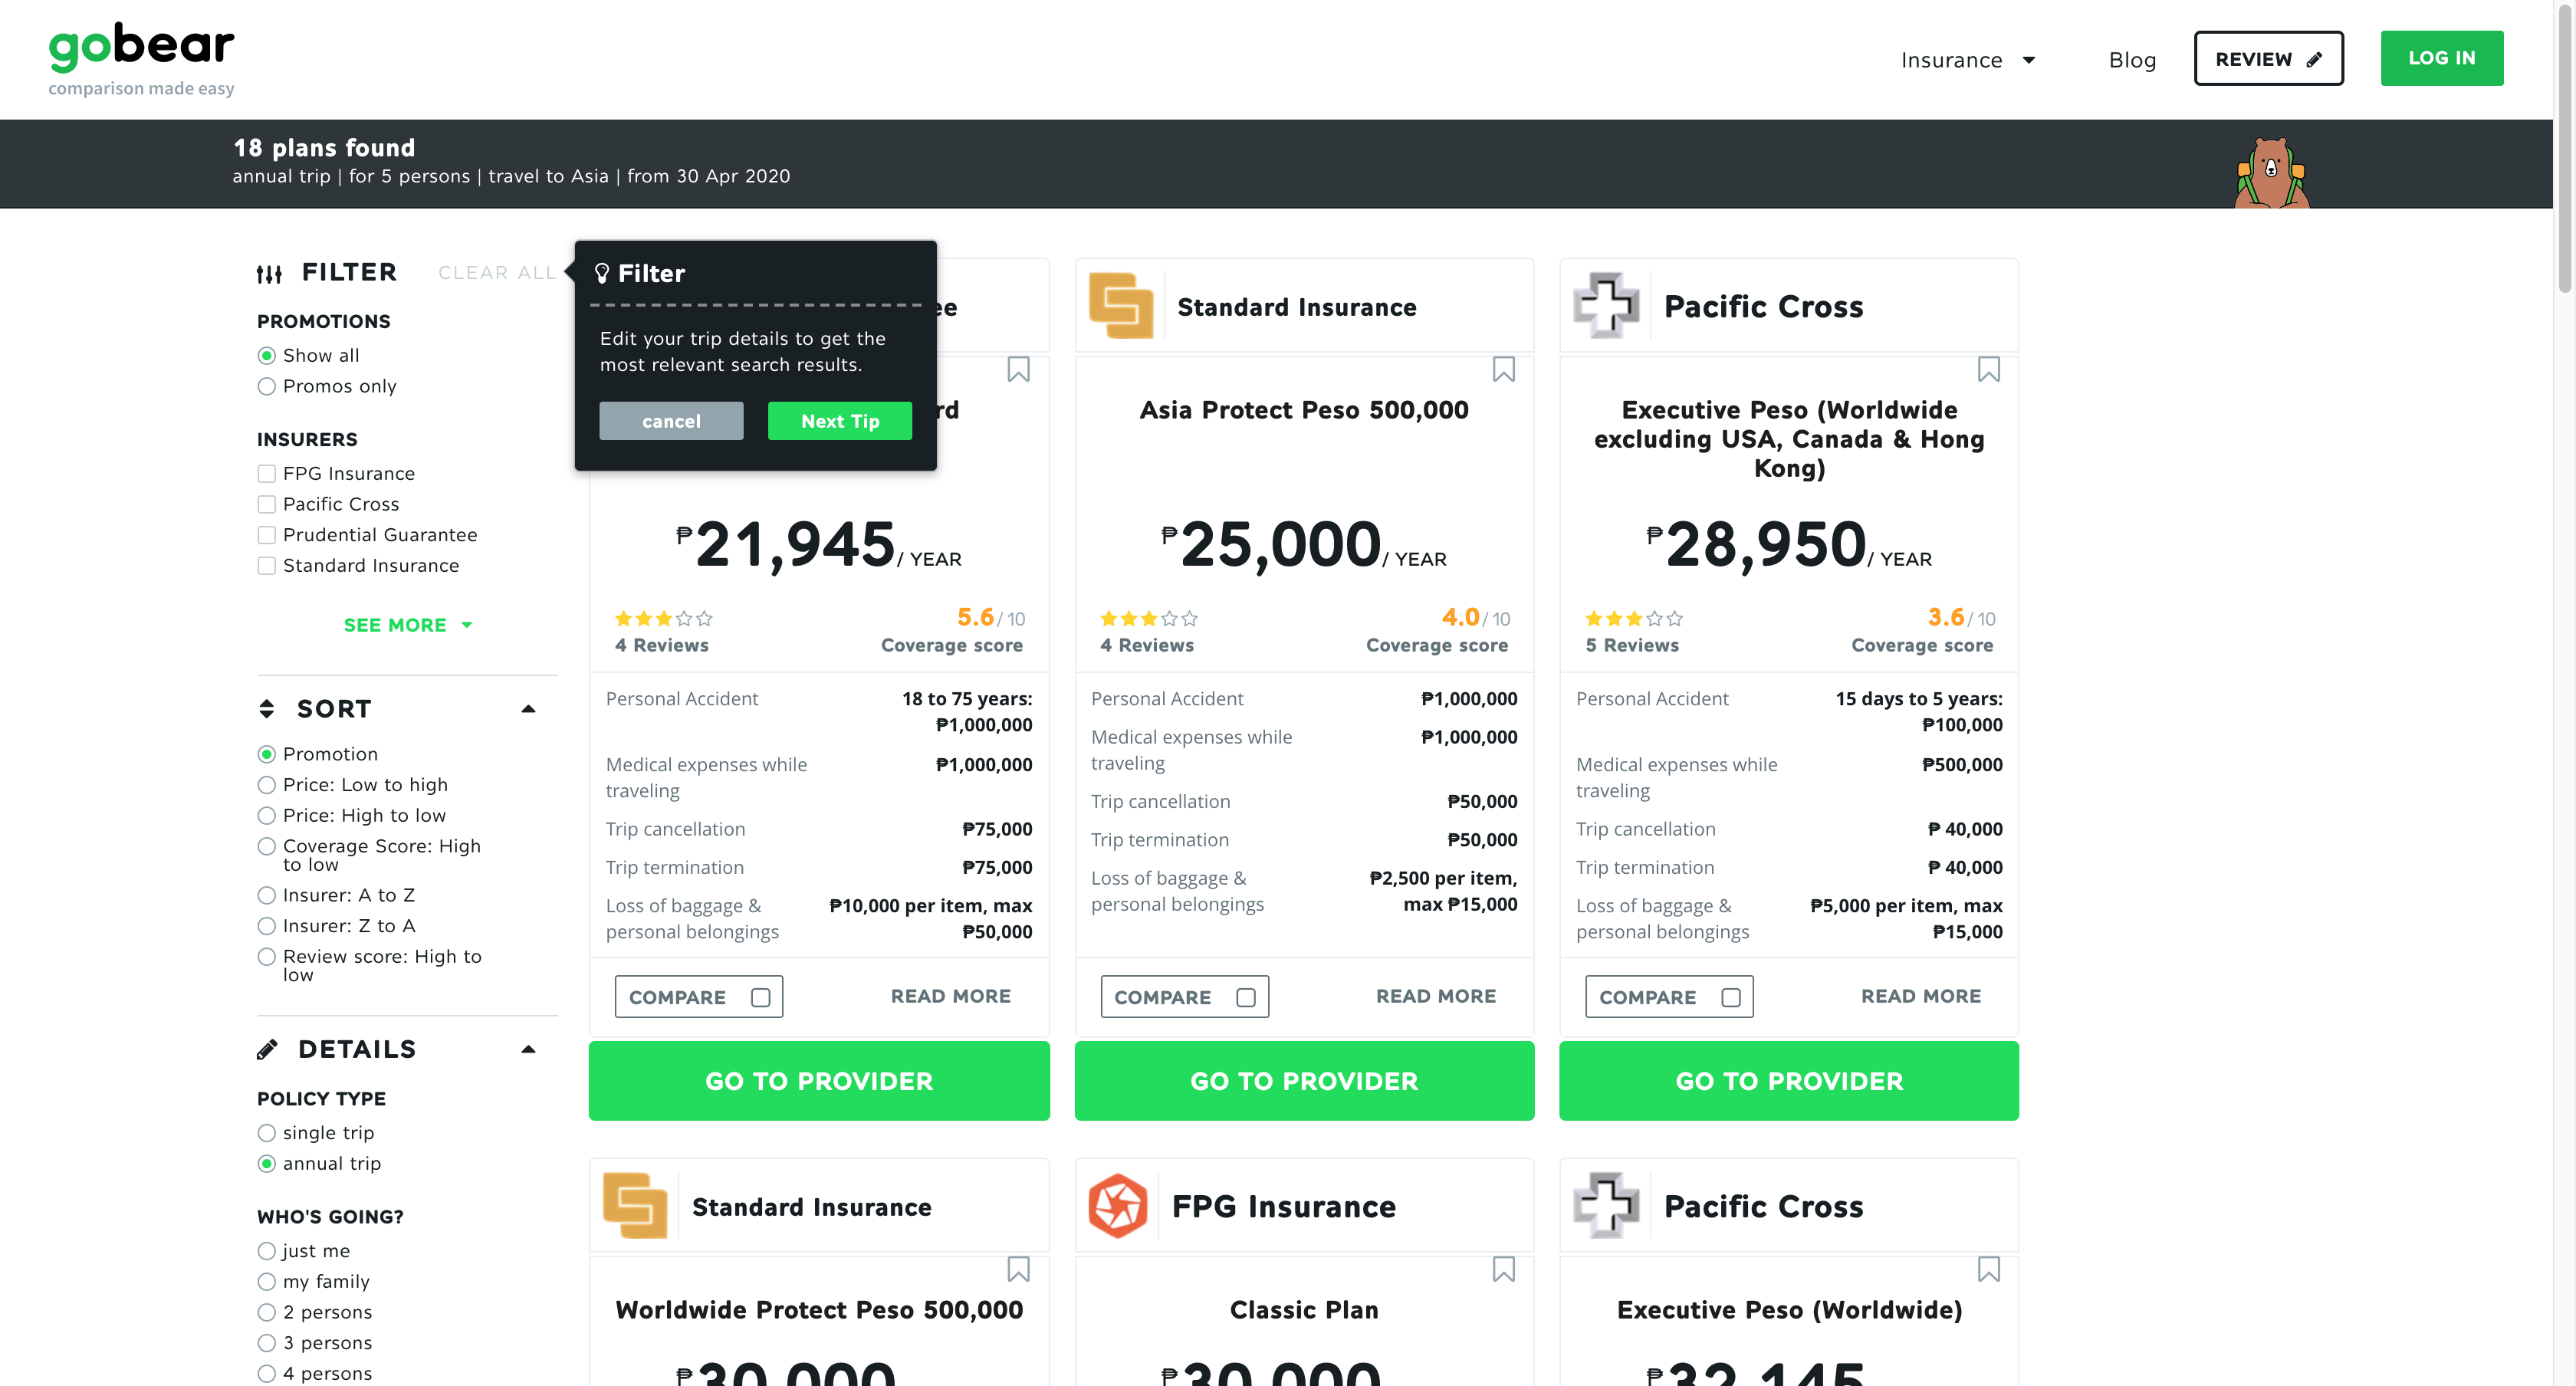 gobear
comparison made easy
Insurance
Blog
REVIEW
LOG IN
18 plans found
annual trip | for 5 persons | travel to Asia | from 30 Apr 2020
FILTER
CLEAR ALL
PROMOTIONS
Show all
Promos only
INSURERS
FPG Insurance
Pacific Cross
Prudential Guarantee
Standard Insurance
SEE MORE
SORT
Promotion
Price: Low to high
Price: High to low
Coverage Score: High
to low
Insurer: A to Z
Insurer: Z to A
Review score: High to
low
DETAILS
POLICY TYPE
single trip
annual trip
WHO'S GOING?
just me
my family
2 persons
3 persons
4 persons
Filter
Edit your trip details to get the
most relevant search results.
cancel
Next Tip
ee
rd
₱21,945/ YEAR
5.6/ 10
4 Reviews
Coverage score
Personal Accident
18 to 75 years:
₱1,000,000
Medical expenses while
traveling
₱1,000,000
Trip cancellation
₱75,000
Trip termination
₱75,000
Loss of baggage &
personal belongings
₱10,000 per item, max
₱50,000
COMPARE
READ MORE
GO TO PROVIDER
Standard Insurance
Asia Protect Peso 500,000
₱25,000/ YEAR
4.0/ 10
4 Reviews
Coverage score
Personal Accident
₱1,000,000
Medical expenses while
traveling
₱1,000,000
Trip cancellation
₱50,000
Trip termination
₱50,000
Loss of baggage &
personal belongings
₱2,500 per item,
max ₱15,000
COMPARE
READ MORE
GO TO PROVIDER
Pacific Cross
Executive Peso (Worldwide
excluding USA, Canada & Hong
Kong)
₱28,950/ YEAR
3.6/ 10
5 Reviews
Coverage score
Personal Accident
15 days to 5 years:
₱100,000
Medical expenses while
traveling
₱500,000
Trip cancellation
₱ 40,000
Trip termination
₱ 40,000
Loss of baggage &
personal belongings
₱5,000 per item, max
₱15,000
COMPARE
READ MORE
GO TO PROVIDER
Standard Insurance
Worldwide Protect Peso 500,000
₱30,000
FPG Insurance
Classic Plan
₱30,000
Pacific Cross
Executive Peso (Worldwide)
₱32,145